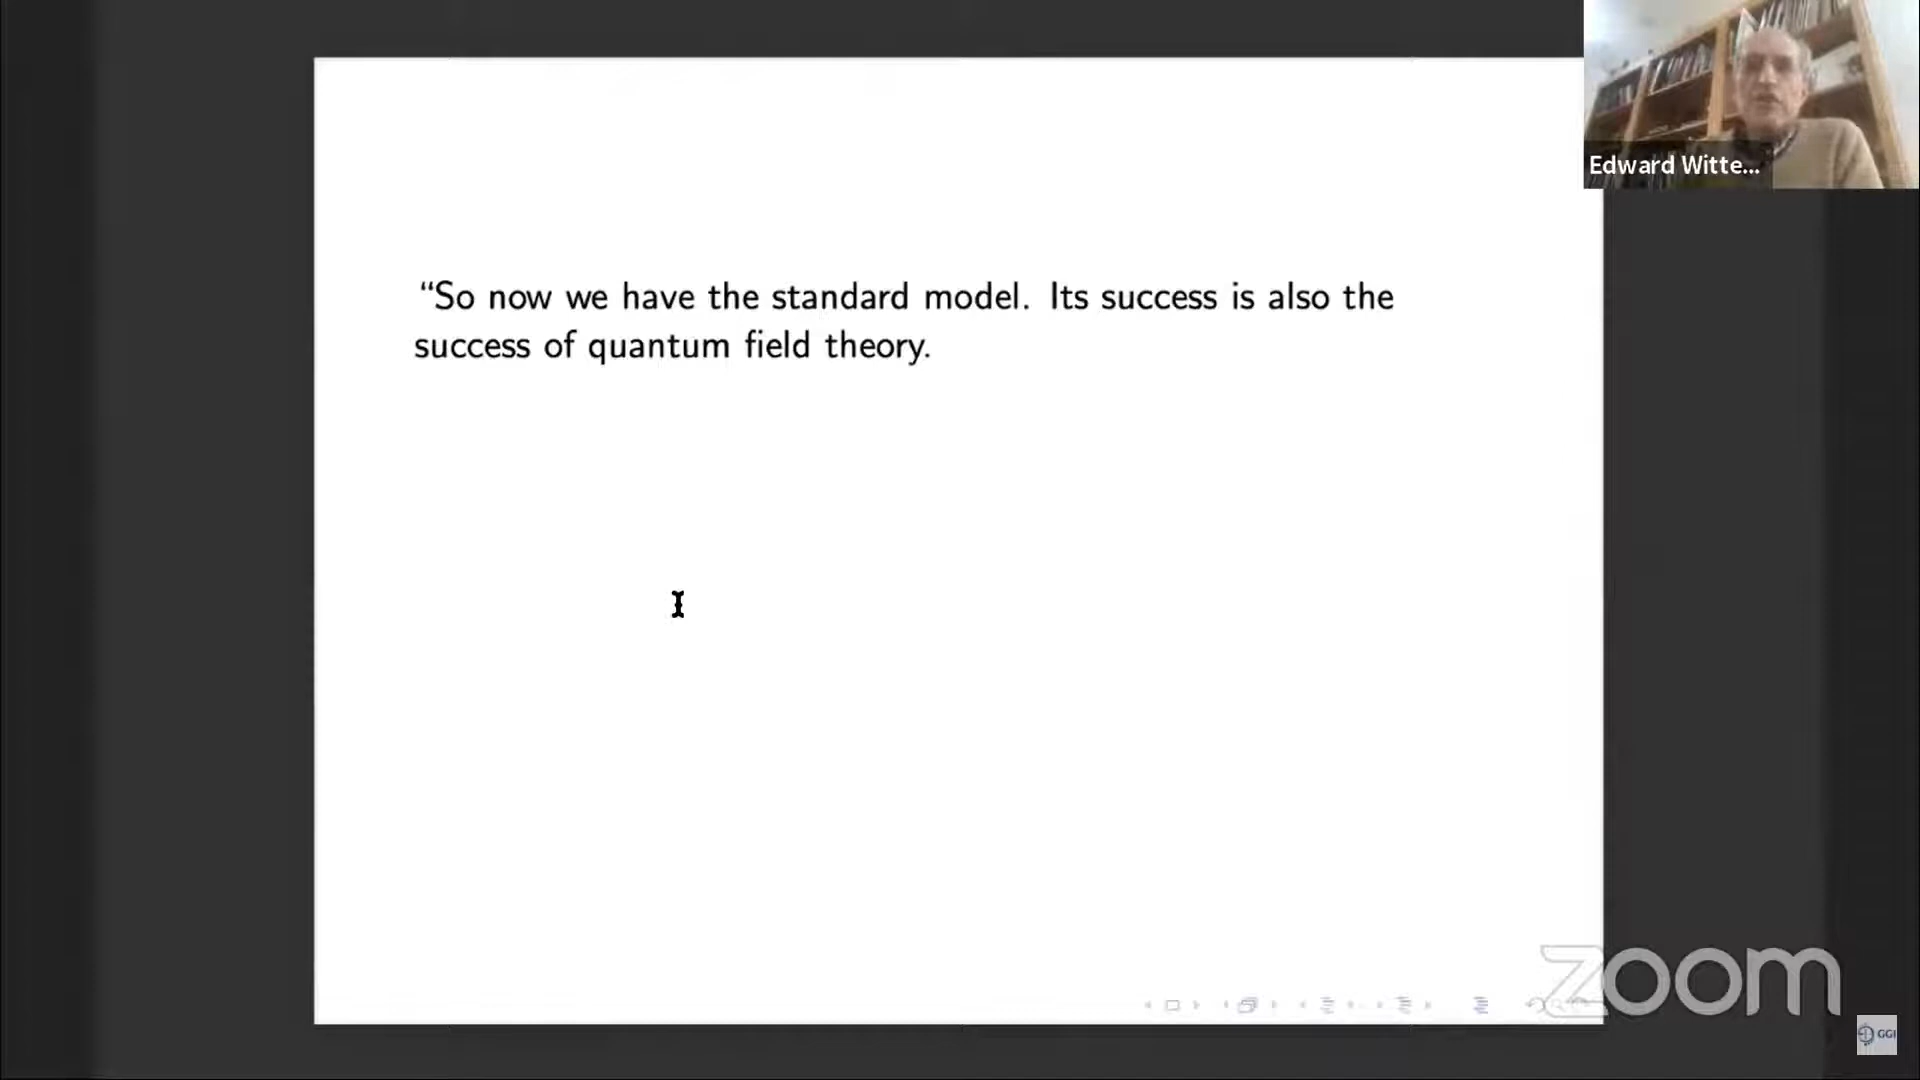 Edward Witte...
“So now we have the standard model. Its success is also the
success of quantum field theory.
zoom
GGI